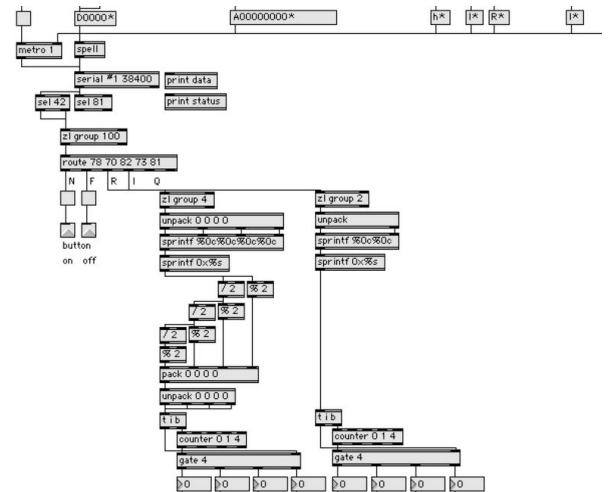 D0000* A00000000* h* I* R* I*
metro 1 spell
serial #1 38400 print data
sel 42 sel 81 print status
zl group 100
route 78 70 82 73 81
N F R I Q
zl group 4 zl group 2
unpack 0 0 0 0 unpack
button sprintf %0c%0c%0c%0c sprintf %0c%0c
on off sprintf 0x%s sprintf 0x%s
/ 2 % 2
/ 2 % 2
/ 2 % 2
% 2
pack 0 0 0 0
unpack 0 0 0 0
t i b t i b
counter 0 1 4 counter 0 1 4
gate 4 gate 4
0 0 0 0 0 0 0 0